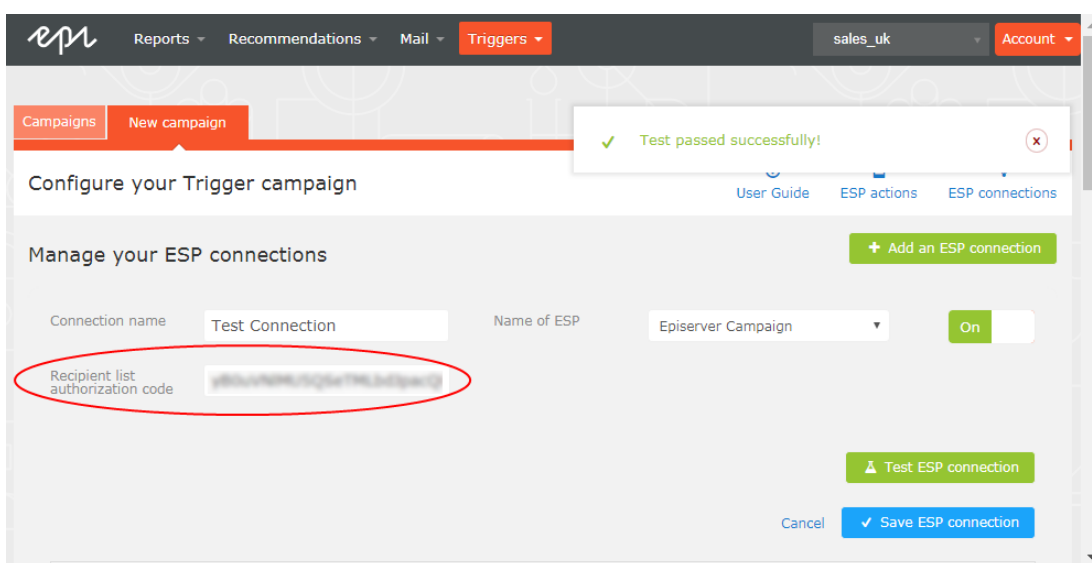 epi Reports Recommendations Mail Triggers sales_uk Account
Campaigns New campaign
Test passed successfully!
x
Configure your Trigger campaign
User Guide ESP actions ESP connections
Manage your ESP connections
+ Add an ESP connection
Connection name Test Connection Name of ESP Episerver Campaign On
Recipient list
authorization code
Test ESP connection
Cancel Save ESP connection